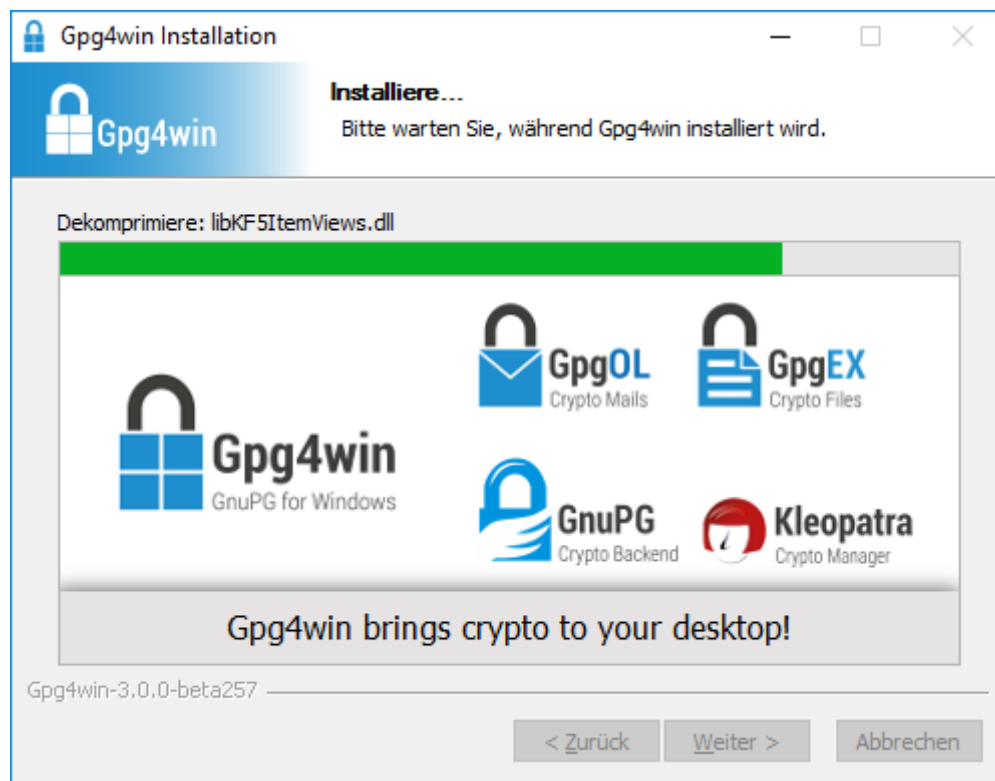 Gpg4win Installation
Gpg4win
Installiere...
Bitte warten Sie, während Gpg4win installiert wird.
Dekomprimiere: libKF5ItemViews.dll
Gpg4win
GnuPG for Windows
GpgOL
Crypto Mails
GpgEX
Crypto Files
GnuPG
Crypto Backend
Kleopatra
Crypto Manager
Gpg4win brings crypto to your desktop!
Gpg4win-3.0.0-beta257
< Zurück
Weiter >
Abbrechen